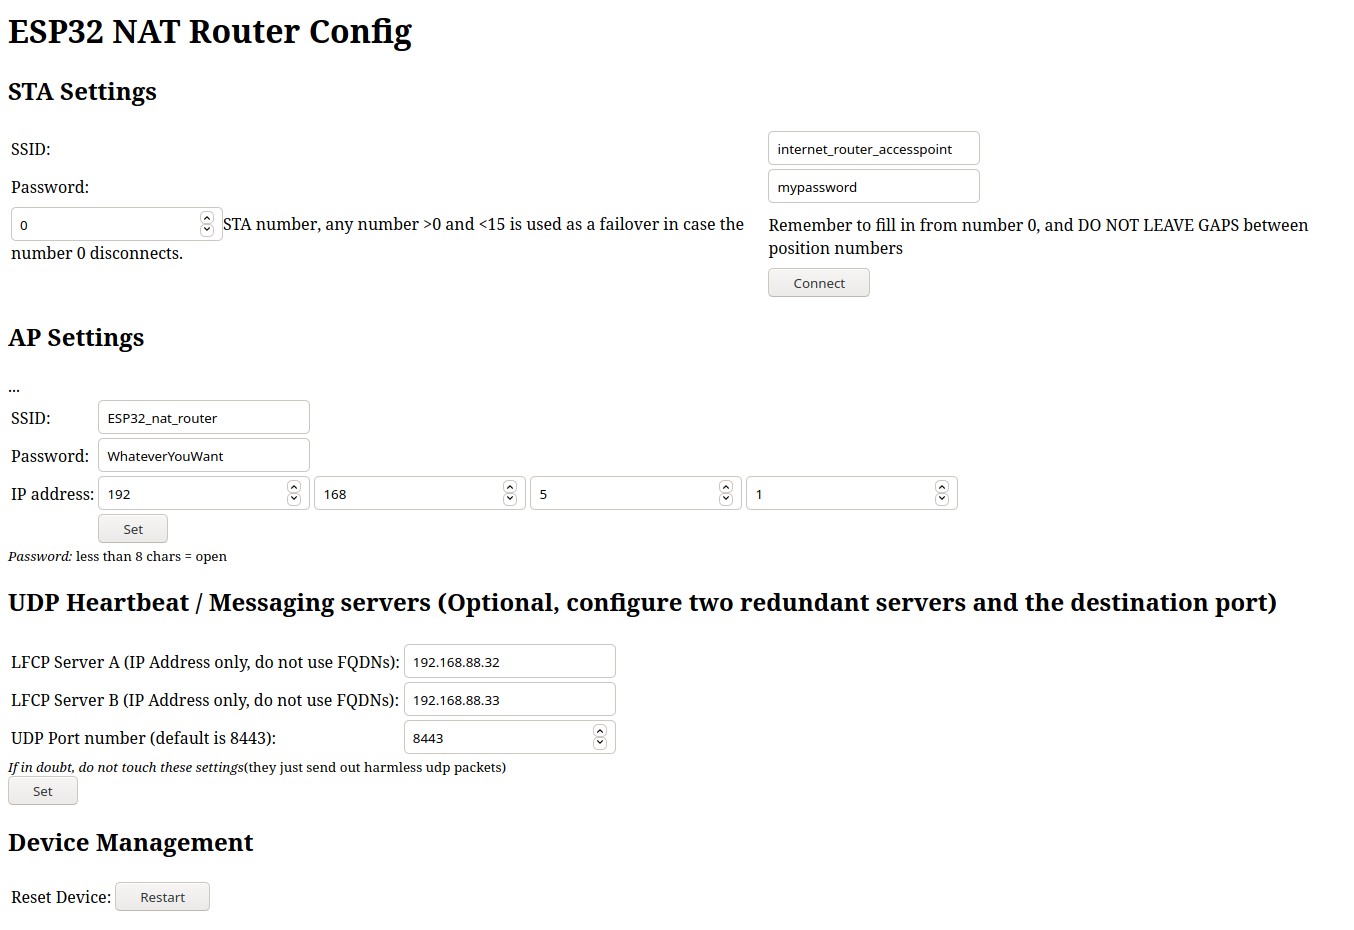 ESP32 NAT Router Config
STA Settings
SSID: internet_router_accesspoint
Password: mypassword
0 STA number, any number >0 and <15 is used as a failover in case the
number 0 disconnects.
Remember to fill in from number 0, and DO NOT LEAVE GAPS between
position numbers
Connect
AP Settings
...
SSID: ESP32_nat_router
Password: WhateverYouWant
IP address: 192 168 5 1
Set
Password: less than 8 chars = open
UDP Heartbeat / Messaging servers (Optional, configure two redundant servers and the destination port)
LFCP Server A (IP Address only, do not use FQDNs): 192.168.88.32
LFCP Server B (IP Address only, do not use FQDNs): 192.168.88.33
UDP Port number (default is 8443): 8443
If in doubt, do not touch these settings(they just send out harmless udp packets)
Set
Device Management
Reset Device: Restart